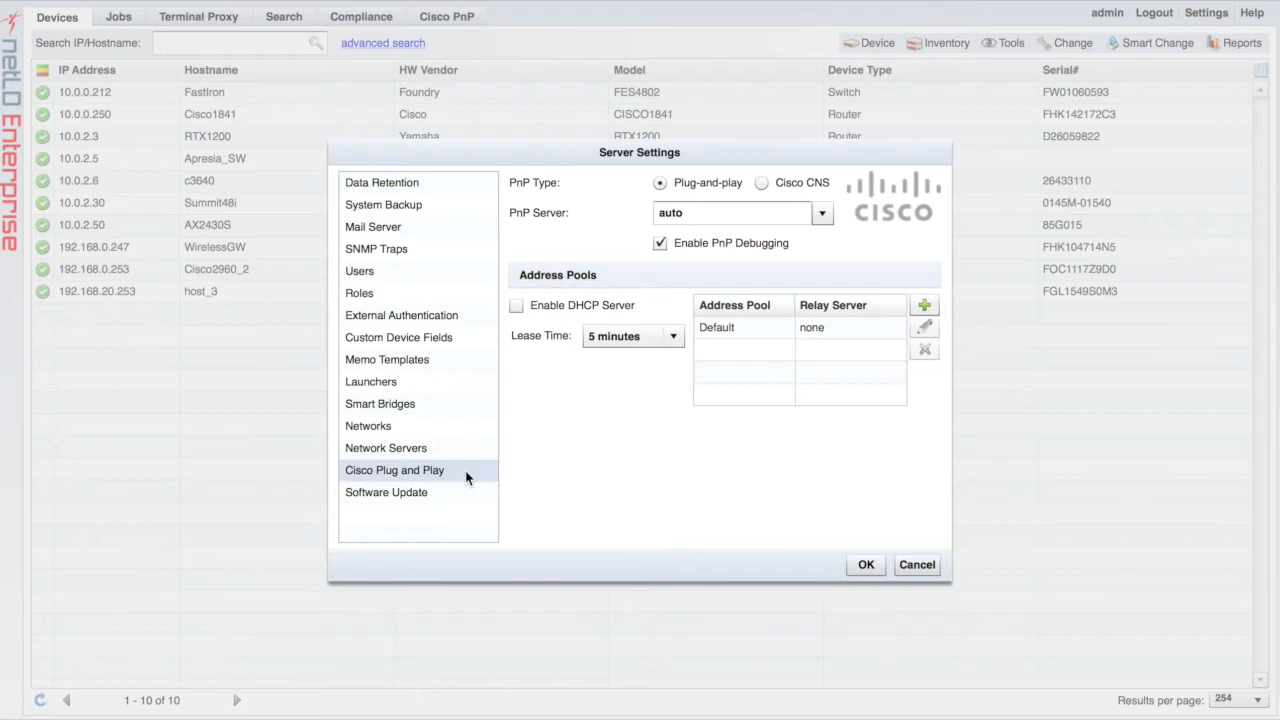 Devices Jobs Terminal Proxy Search Compliance Cisco PnP admin Logout Settings Help
Search IP/Hostname: advanced search Device Inventory Tools Change Smart Change Reports
netLD Enterprise
IP Address Hostname HW Vendor Model Device Type Serial#
10.0.0.212 FastIron Foundry FES4802 Switch FW01060593
10.0.0.250 Cisco1841 Cisco CISCO1841 Router FHK142172C3
10.0.2.3 RTX1200 Yamaha RTX1200 Router D26059822
10.0.2.5 Apresia_SW
10.0.2.6 c3640 26433110
10.0.2.30 Summit48i 0145M-01540
10.0.2.50 AX2430S 85G015
192.168.0.247 WirelessGW FHK104714N5
192.168.0.253 Cisco2960_2 FOC1117Z9D0
192.168.20.253 host_3 FGL1549S0M3
Server Settings
Data Retention
System Backup
Mail Server
SNMP Traps
Users
Roles
External Authentication
Custom Device Fields
Memo Templates
Launchers
Smart Bridges
Networks
Network Servers
Cisco Plug and Play
Software Update
PnP Type: Plug-and-play Cisco CNS
CISCO
PnP Server: auto
Enable PnP Debugging
Address Pools
Enable DHCP Server
Lease Time: 5 minutes
Address Pool Relay Server
Default none
OK Cancel
1 - 10 of 10 Results per page: 254